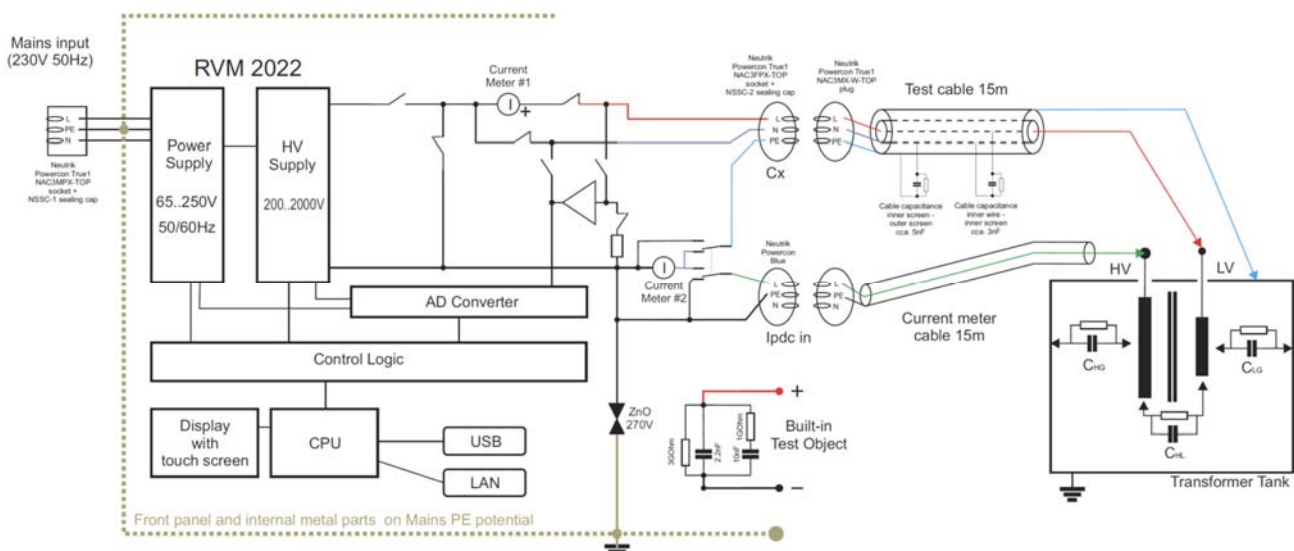 Mains input
(230V 50Hz)
L
PE
N
Neutrik
Powercon True1
NAC3MPX-TOP
socket +
NSSC-1 sealing cap
RVM 2022
Power
Supply
65..250V
50/60Hz
HV
Supply
200..2000V
Current
Meter #1
I
+
AD Converter
Control Logic
Display
with
touch screen
CPU
USB
LAN
Front panel and internal metal parts on Mains PE potential
I
Current
Meter #2
ZnO
270V
Neutrik
Powercon True1
NAC3FPX-TOP
socket +
NSSC-2 sealing cap
L
N
PE
Cx
Neutrik
Powercon True1
NAC3MX-W-TOP
plug
L
N
PE
Test cable 15m
Cable capacitance
inner screen -
outer screen
cca. 5nF
Cable capacitance
inner wire -
inner screen
cca. 3nF
Neutrik
Powercon
Blue
L
PE
N
Ipdc in
L
PE
N
Current meter
cable 15m
3GOhm
2.2nF
10nF
1GOhm
+
Built-in
Test Object
−
HV
LV
CHG
CLG
CHL
Transformer Tank